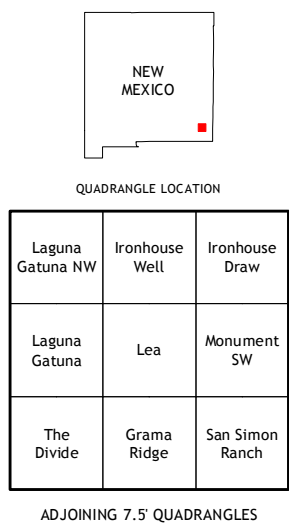 NEW
MEXICO
QUADRANGLE LOCATION
Laguna
Gatuna NW
Ironhouse
Well
Ironhouse
Draw
Laguna
Gatuna
Lea
Monument
SW
The
Divide
Grama
Ridge
San Simon
Ranch
ADJOINING 7.5' QUADRANGLES